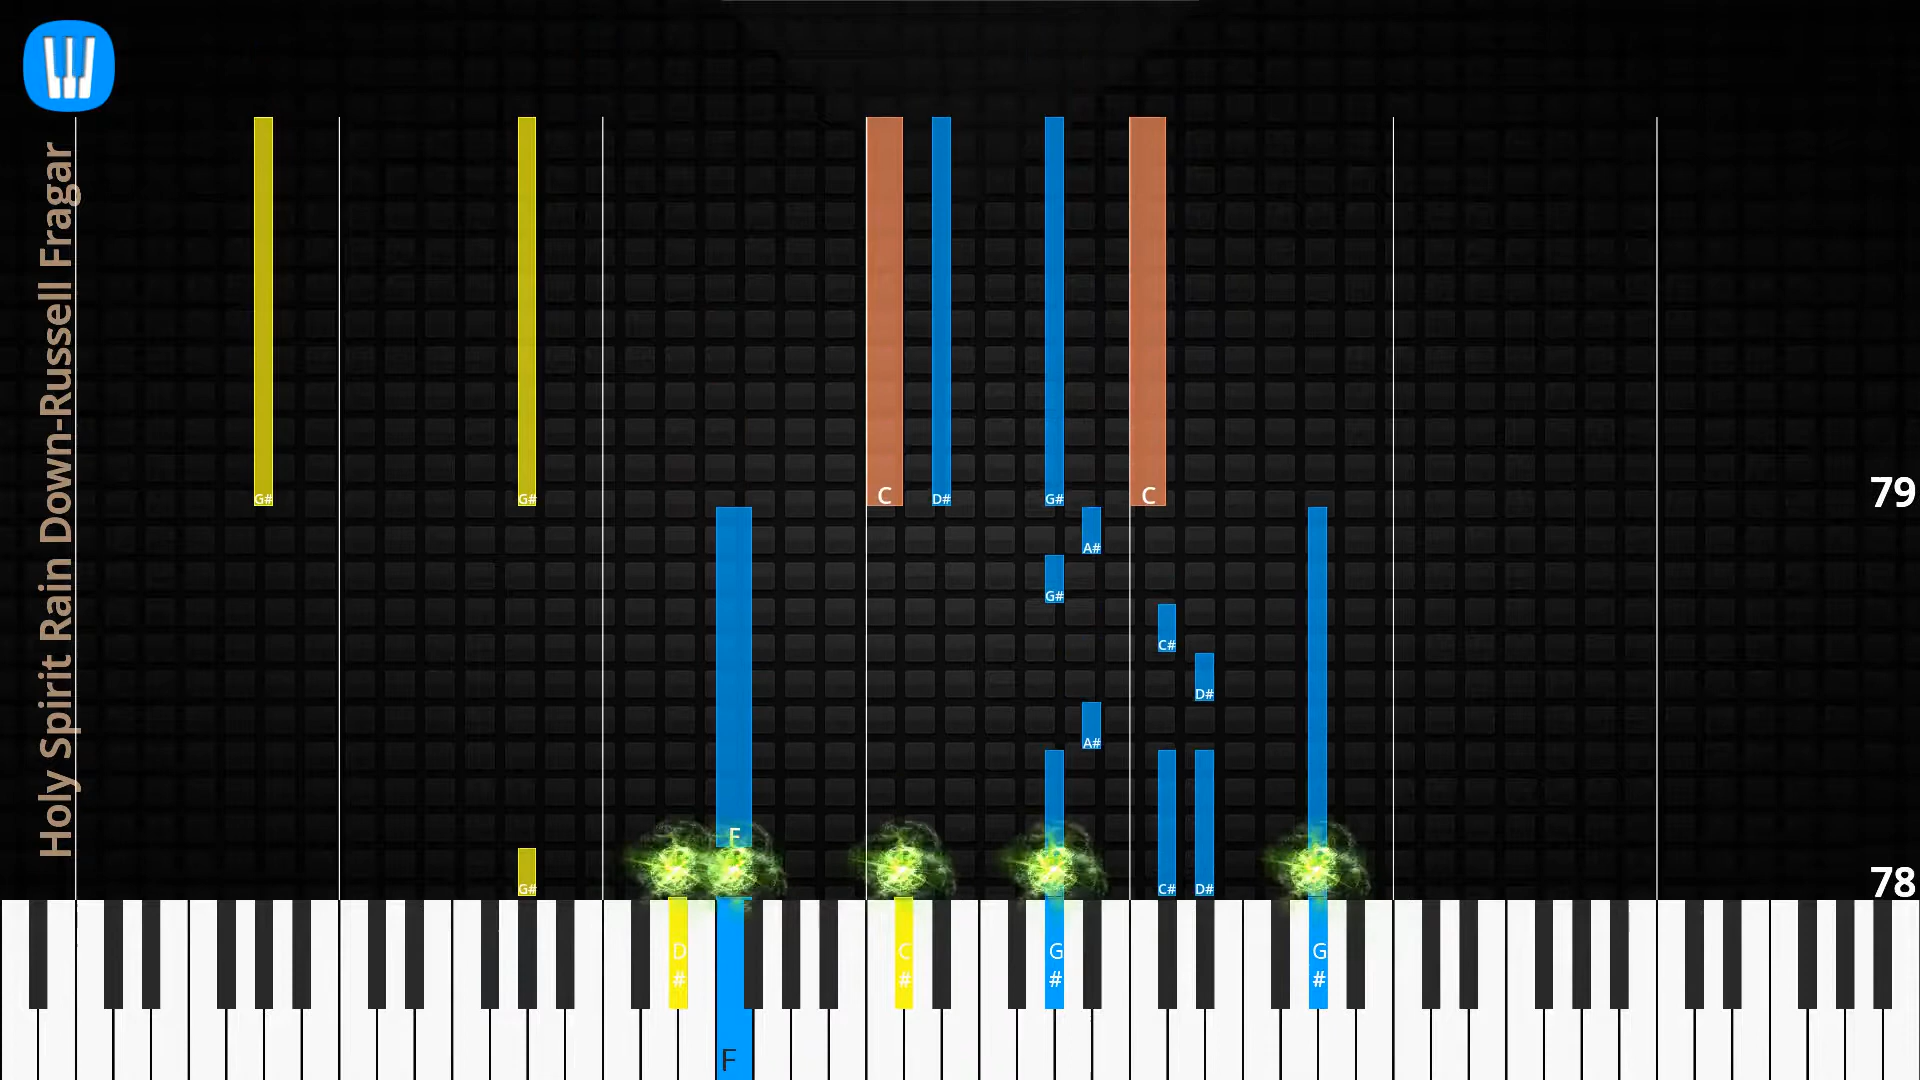 Holy Spirit Rain Down-Russell Fragar
G#
G#
C
D#
G#
C
79
A#
G#
C#
D#
A#
F
G#
C#
D#
78
D
#
C
#
G
#
G
#
F